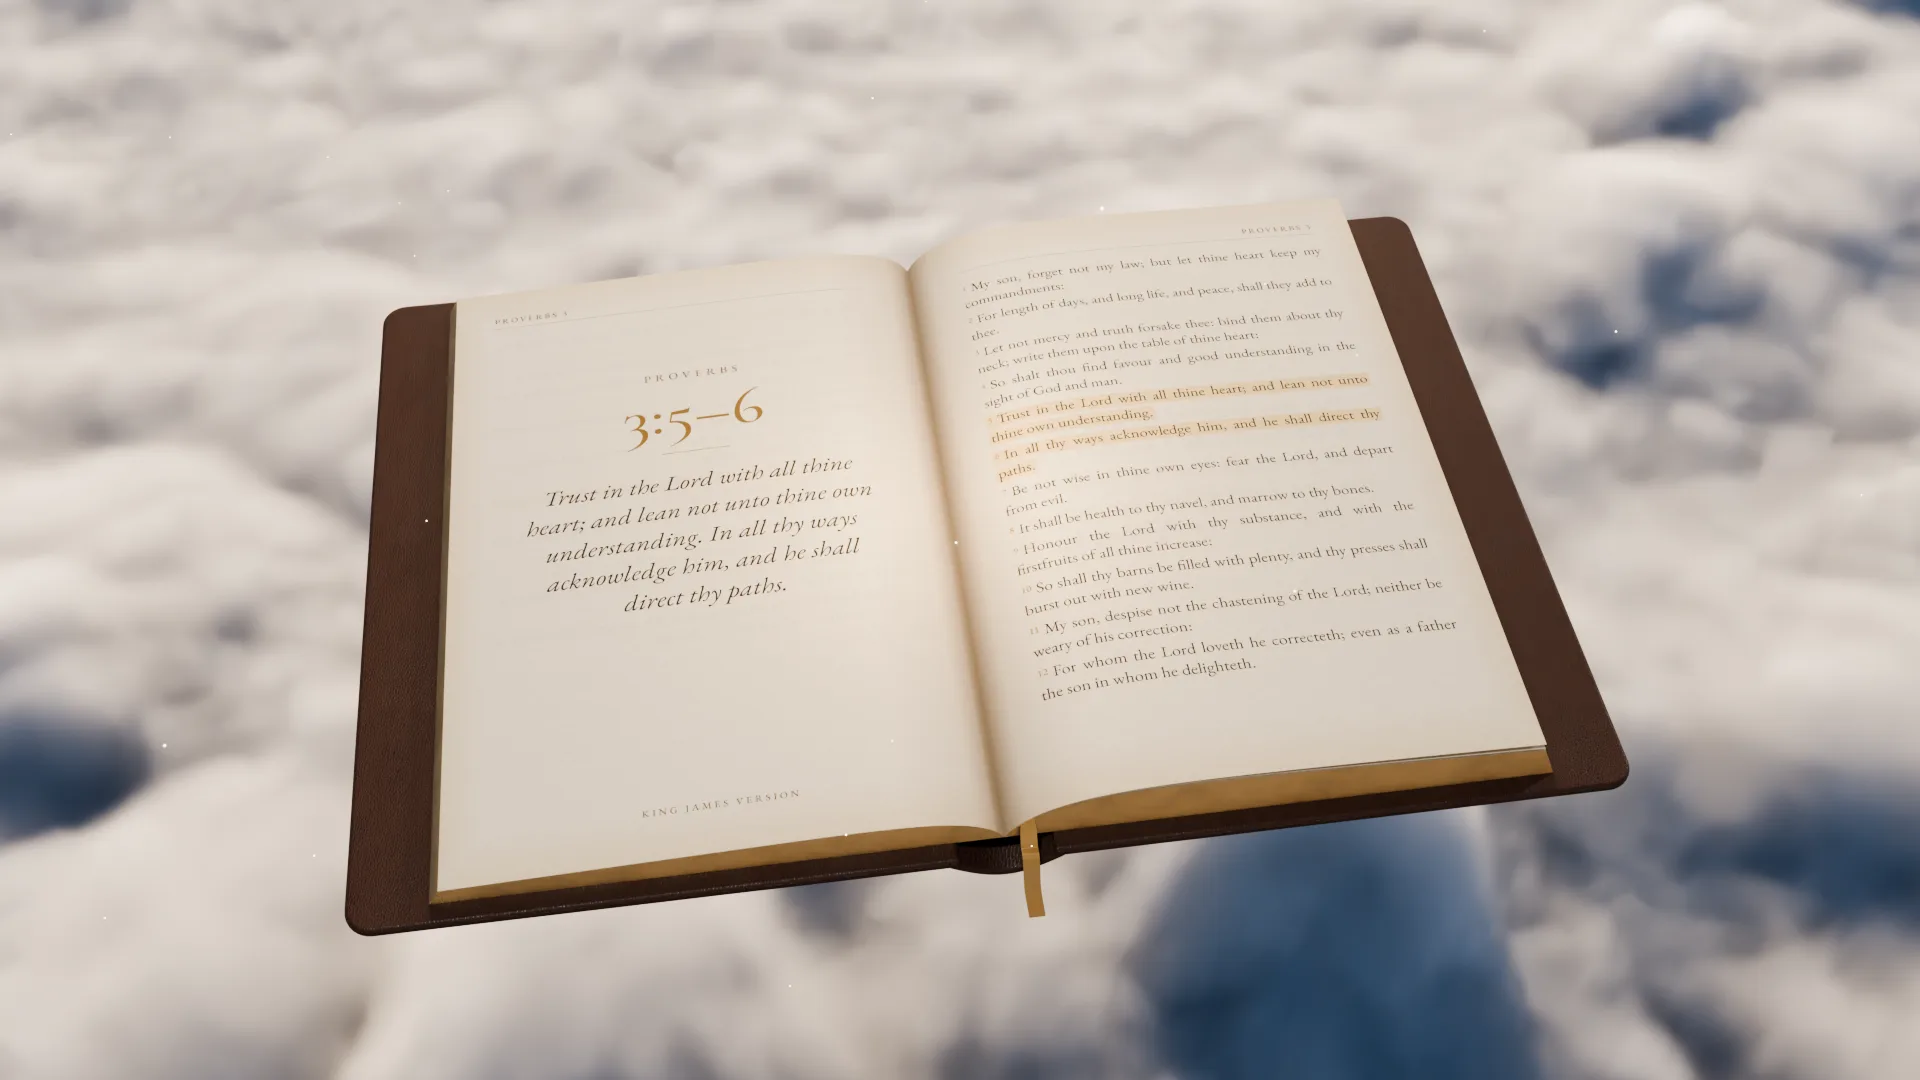 PROVERBS 3
PROVERBS
3:5–6
Trust in the Lord with all thine
heart; and lean not unto thine own
understanding. In all thy ways
acknowledge him, and he shall
direct thy paths.
KING JAMES VERSION
PROVERBS 3
1 My son, forget not my law; but let thine heart keep my
commandments:
2 For length of days, and long life, and peace, shall they add to
thee.
3 Let not mercy and truth forsake thee: bind them about thy
neck; write them upon the table of thine heart:
4 So shalt thou find favour and good understanding in the
sight of God and man.
5 Trust in the Lord with all thine heart; and lean not unto
thine own understanding.
6 In all thy ways acknowledge him, and he shall direct thy
paths.
7 Be not wise in thine own eyes: fear the Lord, and depart
from evil.
8 It shall be health to thy navel, and marrow to thy bones.
9 Honour the Lord with thy substance, and with the
firstfruits of all thine increase:
10 So shall thy barns be filled with plenty, and thy presses shall
burst out with new wine.
11 My son, despise not the chastening of the Lord; neither be
weary of his correction:
12 For whom the Lord loveth he correcteth; even as a father
the son in whom he delighteth.